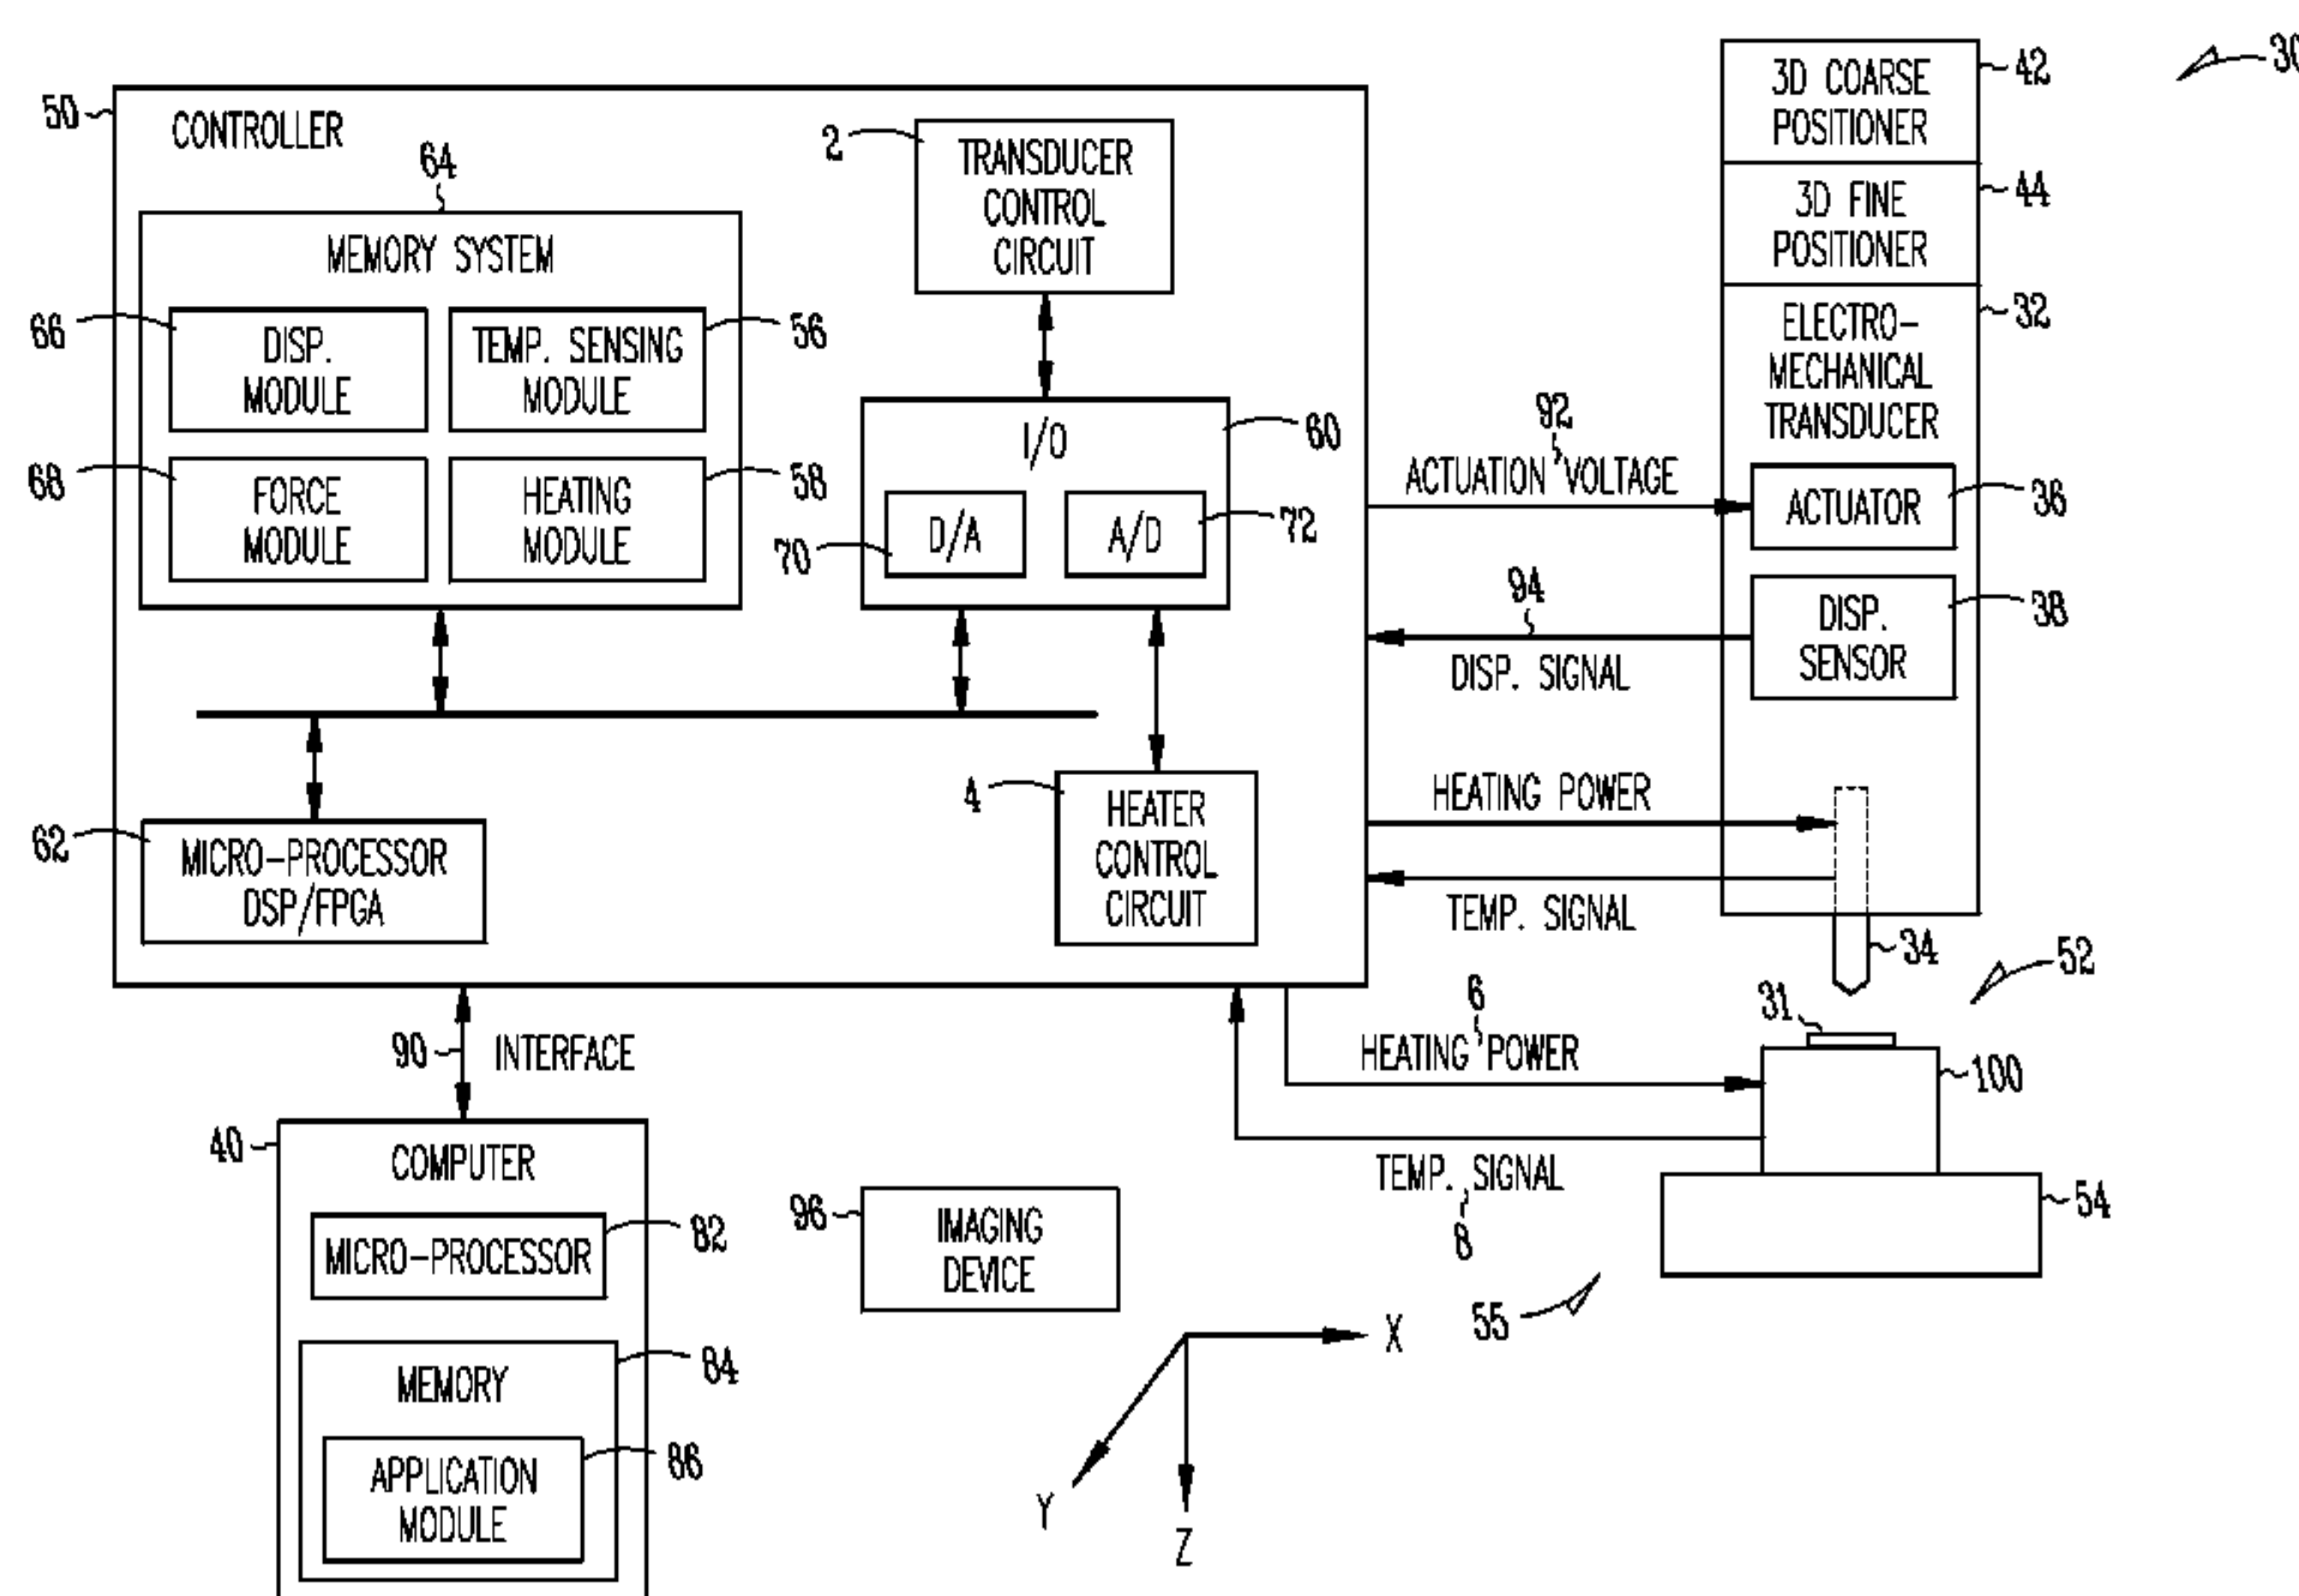 30
3D COARSE
POSITIONER
42
3D FINE
POSITIONER
44
ELECTRO-
MECHANICAL
TRANSDUCER
32
ACTUATOR
36
DISP.
SENSOR
38
34
50
CONTROLLER
64
MEMORY SYSTEM
66
DISP.
MODULE
TEMP. SENSING
MODULE
56
68
FORCE
MODULE
HEATING
MODULE
58
2
TRANSDUCER
CONTROL
CIRCUIT
I/O
60
D/A
70
A/D
72
62
MICRO-PROCESSOR
DSP/FPGA
4
HEATER
CONTROL
CIRCUIT
92
ACTUATION VOLTAGE
94
DISP. SIGNAL
HEATING POWER
TEMP. SIGNAL
6
HEATING POWER
TEMP. SIGNAL
8
52
31
100
54
55
90
INTERFACE
40
COMPUTER
MICRO-PROCESSOR
82
MEMORY
84
APPLICATION
MODULE
86
96
IMAGING
DEVICE
X
Y
Z